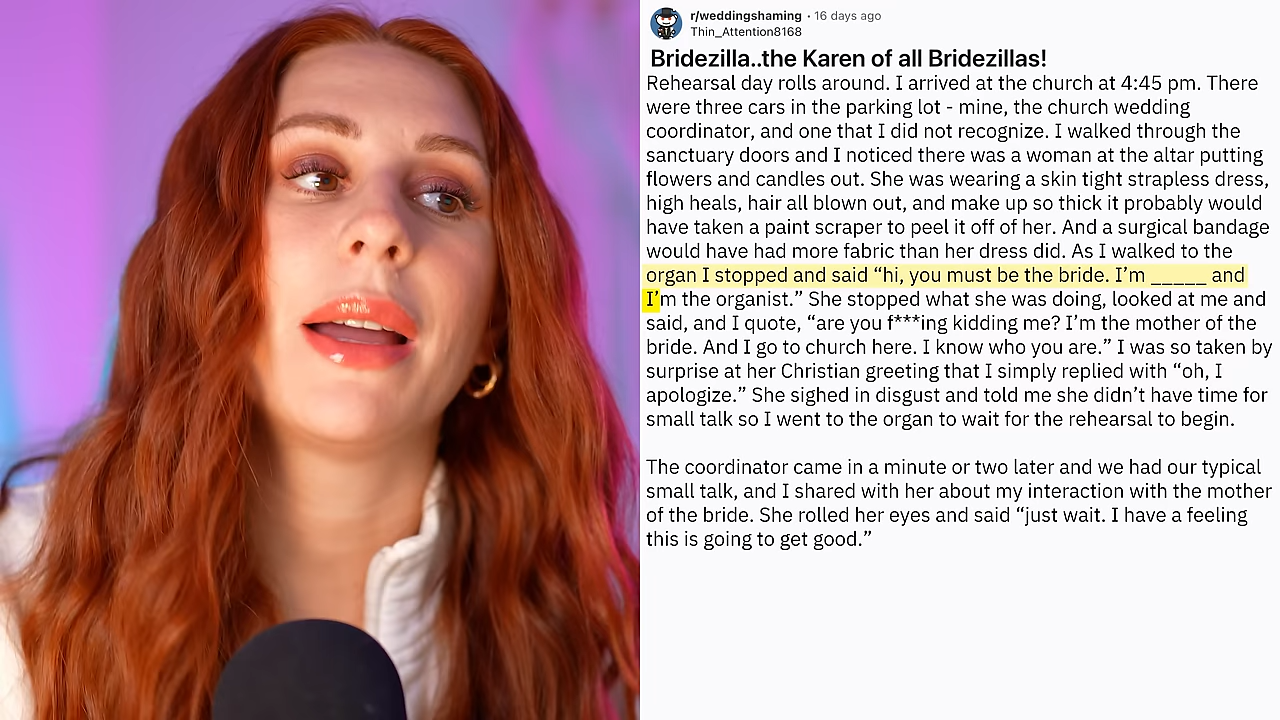 r/weddingshaming · 16 days ago
Thin_Attention8168
Bridezilla..the Karen of all Bridezillas!
Rehearsal day rolls around. I arrived at the church at 4:45 pm. There
were three cars in the parking lot - mine, the church wedding
coordinator, and one that I did not recognize. I walked through the
sanctuary doors and I noticed there was a woman at the altar putting
flowers and candles out. She was wearing a skin tight strapless dress,
high heals, hair all blown out, and make up so thick it probably would
have taken a paint scraper to peel it off of her. And a surgical bandage
would have had more fabric than her dress did. As I walked to the
organ I stopped and said “hi, you must be the bride. I’m _____ and
I’m the organist.” She stopped what she was doing, looked at me and
said, and I quote, “are you f***ing kidding me? I’m the mother of the
bride. And I go to church here. I know who you are.” I was so taken by
surprise at her Christian greeting that I simply replied with “oh, I
apologize.” She sighed in disgust and told me she didn’t have time for
small talk so I went to the organ to wait for the rehearsal to begin.
The coordinator came in a minute or two later and we had our typical
small talk, and I shared with her about my interaction with the mother
of the bride. She rolled her eyes and said “just wait. I have a feeling
this is going to get good.”